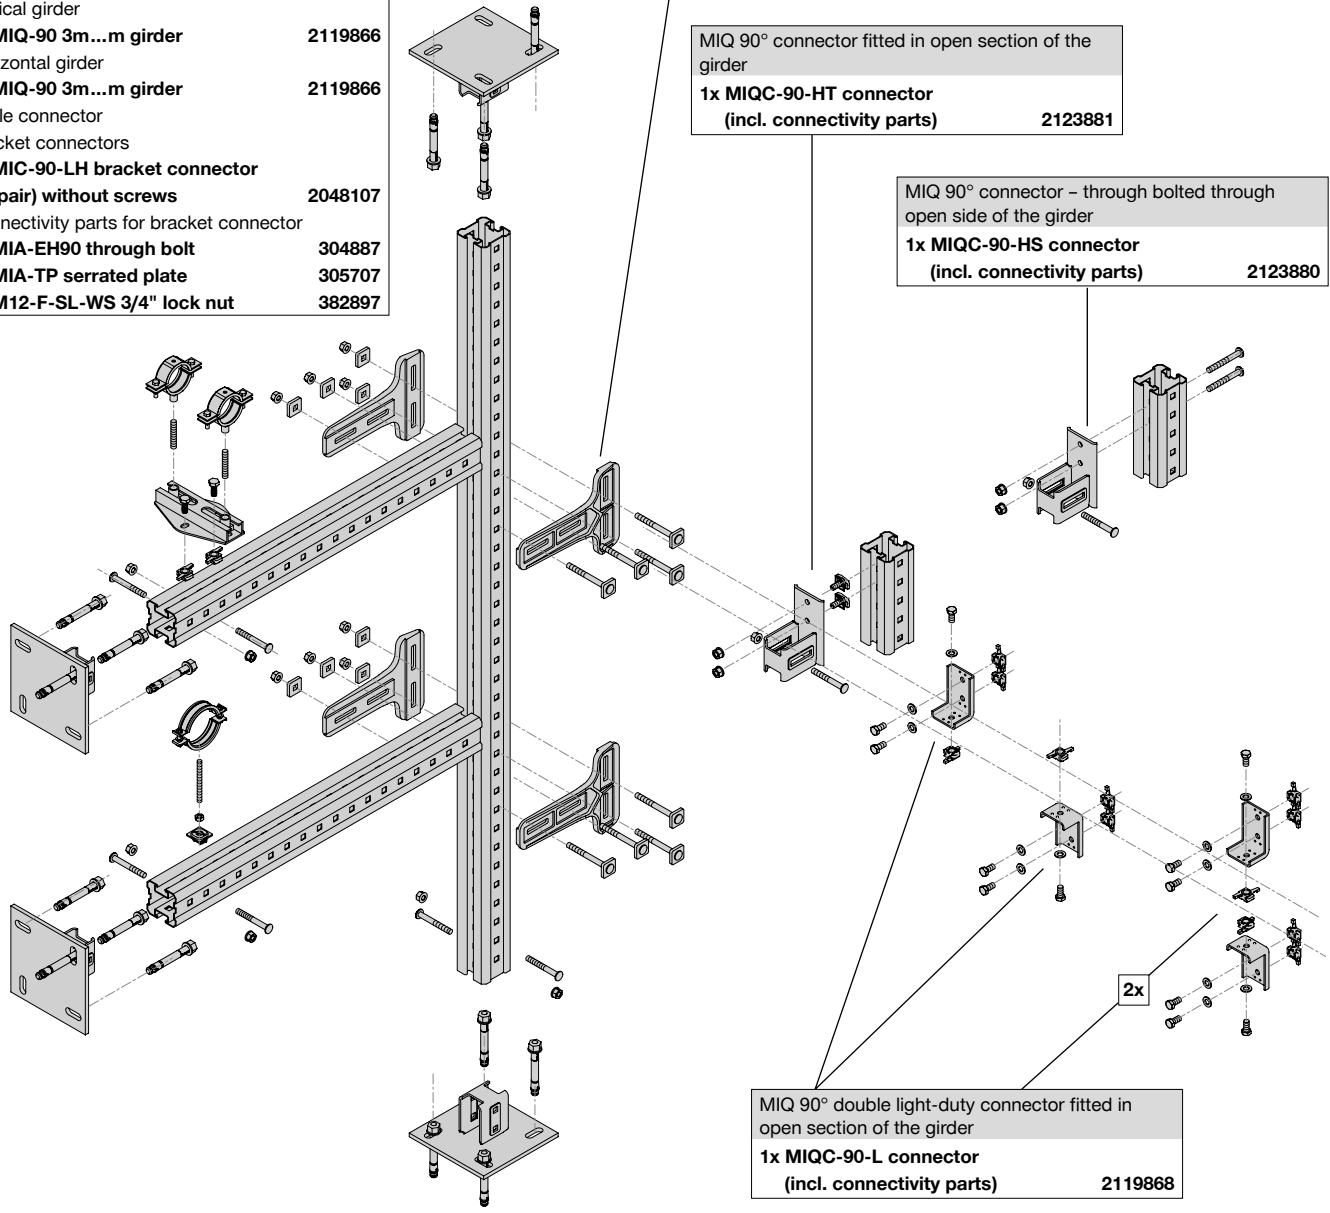 ical girder
MIQ-90 3m...m girder 2119866
zontal girder
MIQ-90 3m...m girder 2119866
le connector
cket connectors
MIC-90-LH bracket connector
pair) without screws 2048107
nnectivity parts for bracket connector
MIA-EH90 through bolt 304887
MIA-TP serrated plate 305707
M12-F-SL-WS 3/4" lock nut 382897
MIQ 90° connector fitted in open section of the
girder
1x MIQC-90-HT connector
(incl. connectivity parts) 2123881
MIQ 90° connector – through bolted through
open side of the girder
1x MIQC-90-HS connector
(incl. connectivity parts) 2123880
2x
MIQ 90° double light-duty connector fitted in
open section of the girder
1x MIQC-90-L connector
(incl. connectivity parts) 2119868